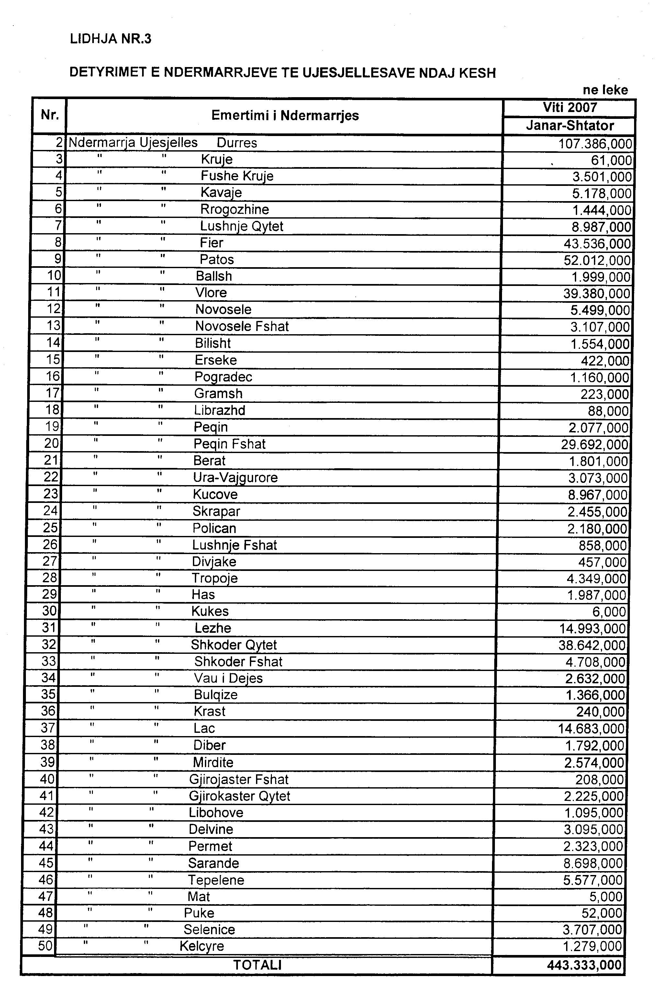 LIDHJA NR.3
DETYRIMET E NDERMARRJEVE TE UJESJELLESAVE NDAJ KESH
ne leke
Nr. Emertimi i Ndermarrjes Viti 2007
Janar-Shtator
2 Ndermarrja Ujesjelles Durres 107.386,000
3 " " Kruje 61,000
4 " " Fushe Kruje 3.501,000
5 " " Kavaje 5.178,000
6 " " Rrogozhine 1.444,000
7 " " Lushnje Qytet 8.987,000
8 " " Fier 43.536,000
9 " " Patos 52.012,000
10 " " Ballsh 1.999,000
11 " " Vlore 39.380,000
12 " " Novosele 5.499,000
13 " " Novosele Fshat 3.107,000
14 " " Bilisht 1.554,000
15 " " Erseke 422,000
16 " " Pogradec 1.160,000
17 " " Gramsh 223,000
18 " " Librazhd 88,000
19 " " Peqin 2.077,000
20 " " Peqin Fshat 29.692,000
21 " " Berat 1.801,000
22 " " Ura-Vajgurore 3.073,000
23 " " Kucove 8.967,000
24 " " Skrapar 2.455,000
25 " " Polican 2.180,000
26 " " Lushnje Fshat 858,000
27 " " Divjake 457,000
28 " " Tropoje 4.349,000
29 " " Has 1.987,000
30 " " Kukes 6,000
31 " " Lezhe 14.993,000
32 " " Shkoder Qytet 38.642,000
33 " " Shkoder Fshat 4.708,000
34 " " Vau i Dejes 2.632,000
35 " " Bulqize 1.366,000
36 " " Krast 240,000
37 " " Lac 14.683,000
38 " " Diber 1.792,000
39 " " Mirdite 2.574,000
40 " " Gjirojaster Fshat 208,000
41 " " Gjirokaster Qytet 2.225,000
42 " " Libohove 1.095,000
43 " " Delvine 3.095,000
44 " " Permet 2.323,000
45 " " Sarande 8.698,000
46 " " Tepelene 5.577,000
47 " " Mat 5,000
48 " " Puke 52,000
49 " " Selenice 3.707,000
50 " " Kelcyre 1.279,000
TOTALI 443.333,000